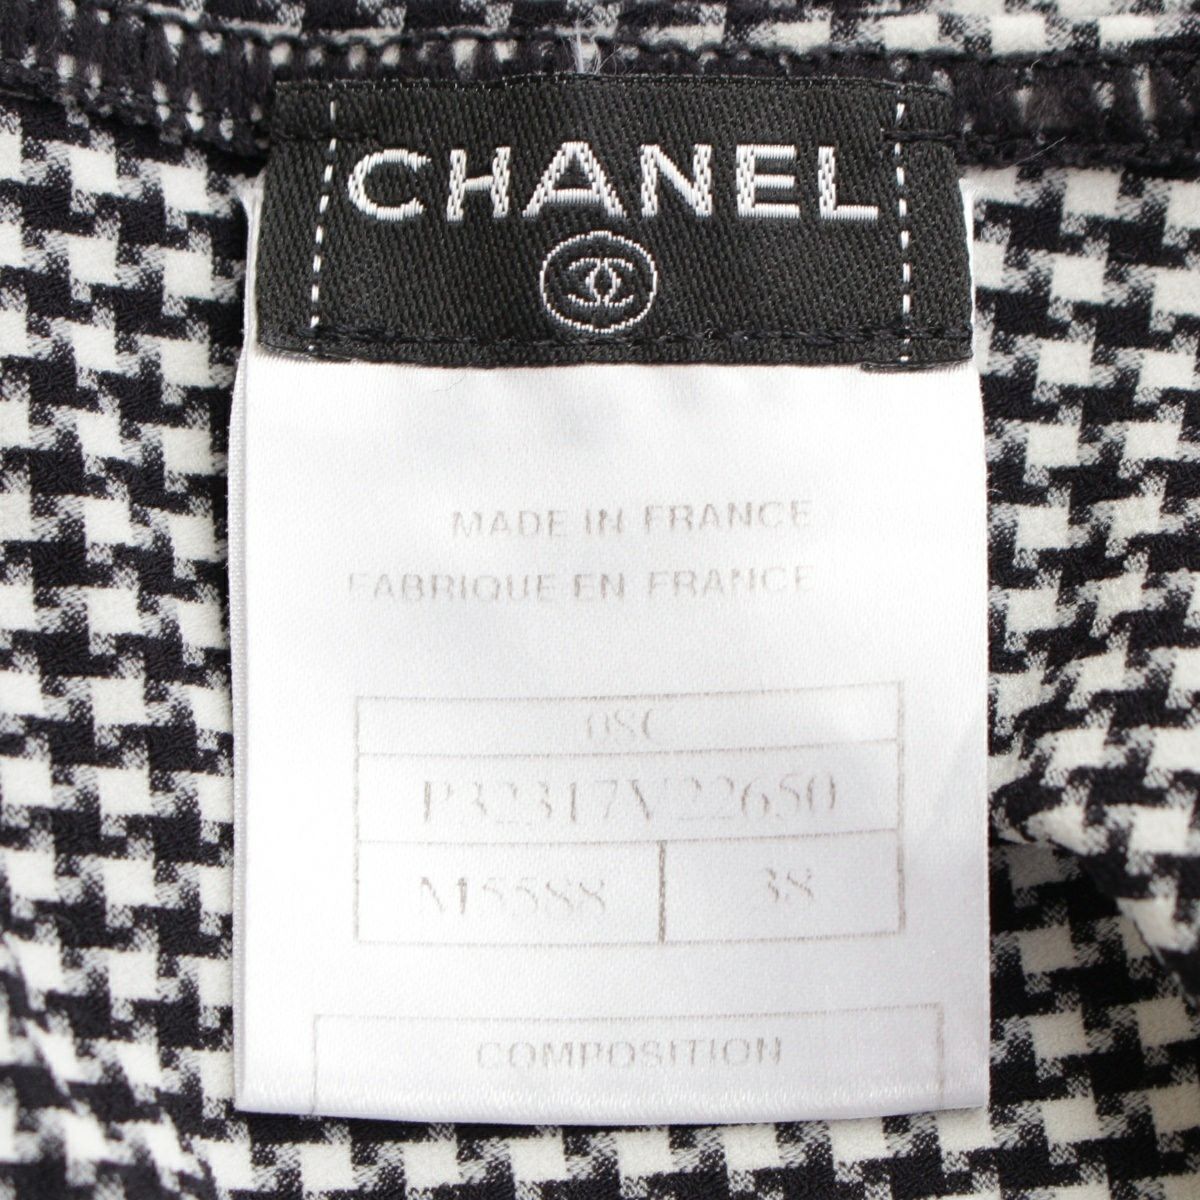 CHANEL
MADE IN FRANCE
FABRIQUE EN FRANCE
08C
P32317V22650
M5588 38
COMPOSITION